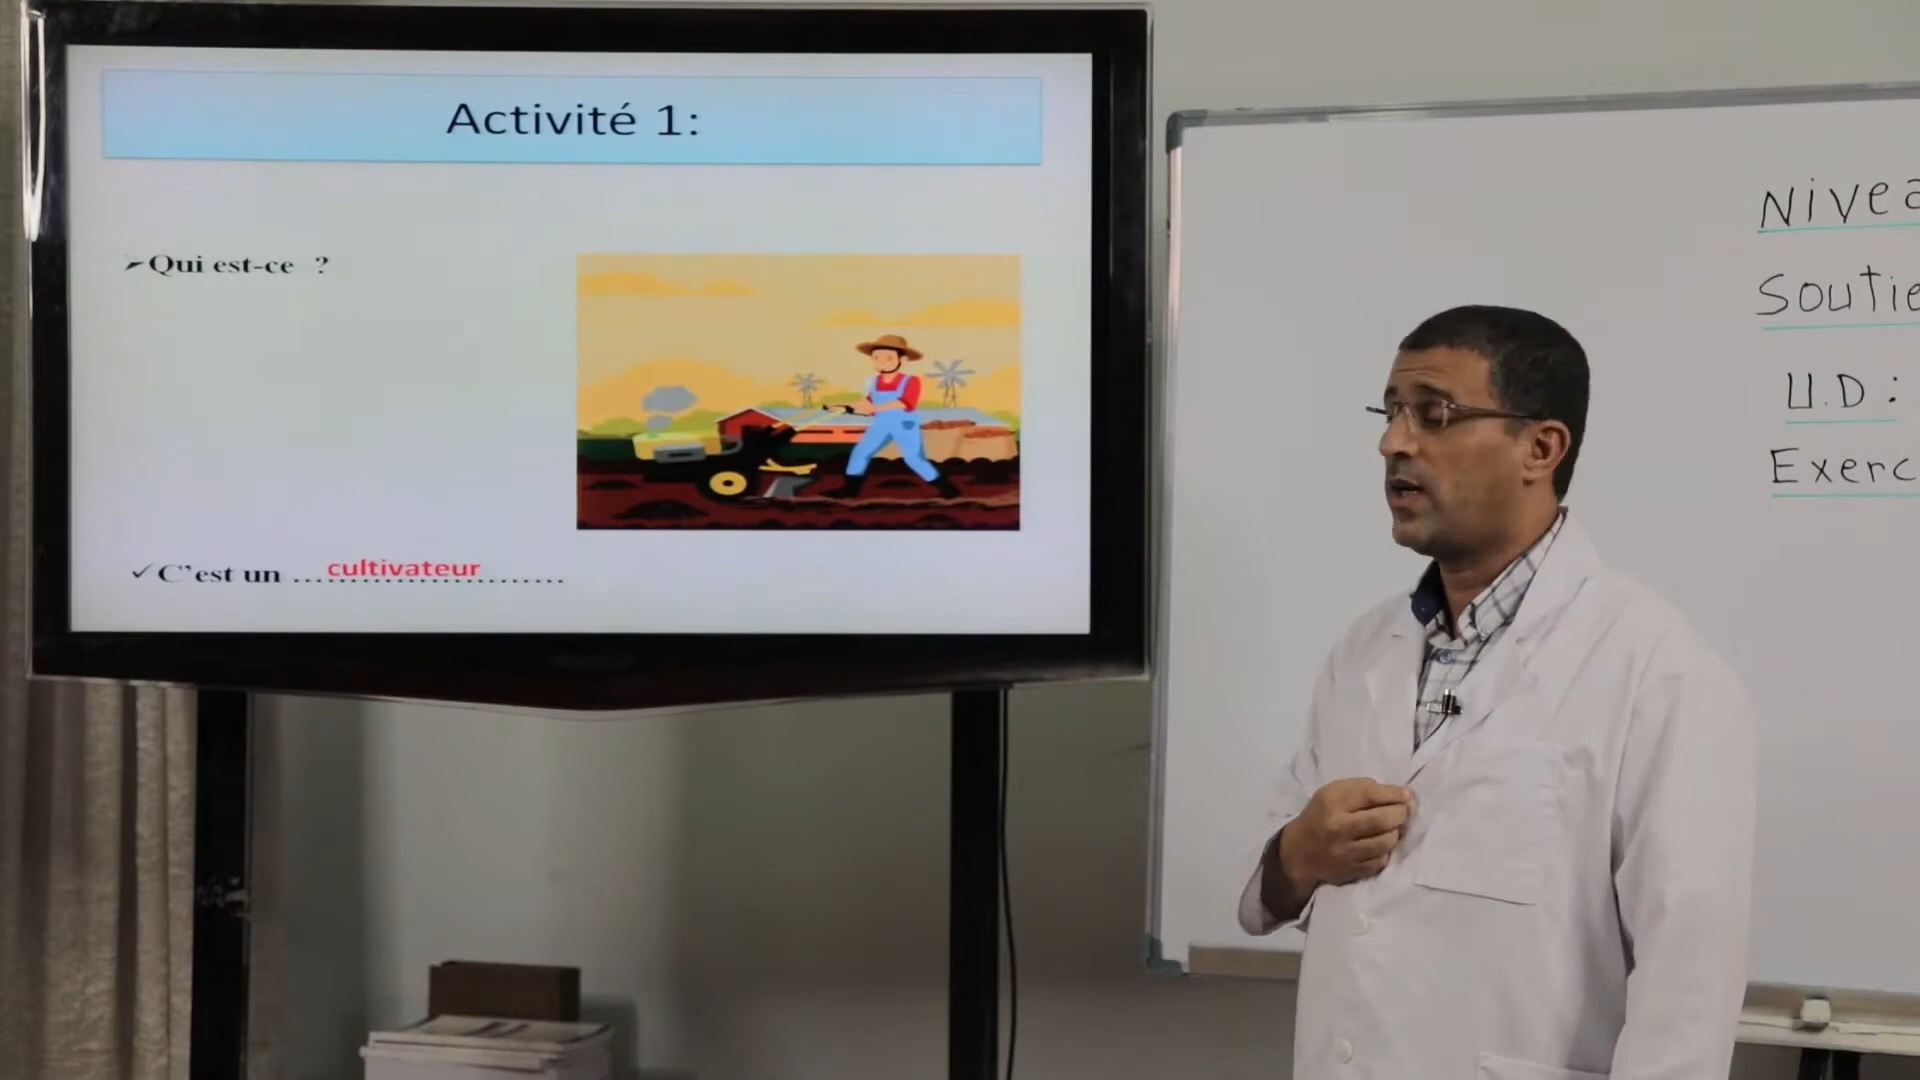 Activité 1:
➢Qui est-ce ?
✓C’’est un ...cultivateur...........
Nivea
Soutie
U.D :
Exerc